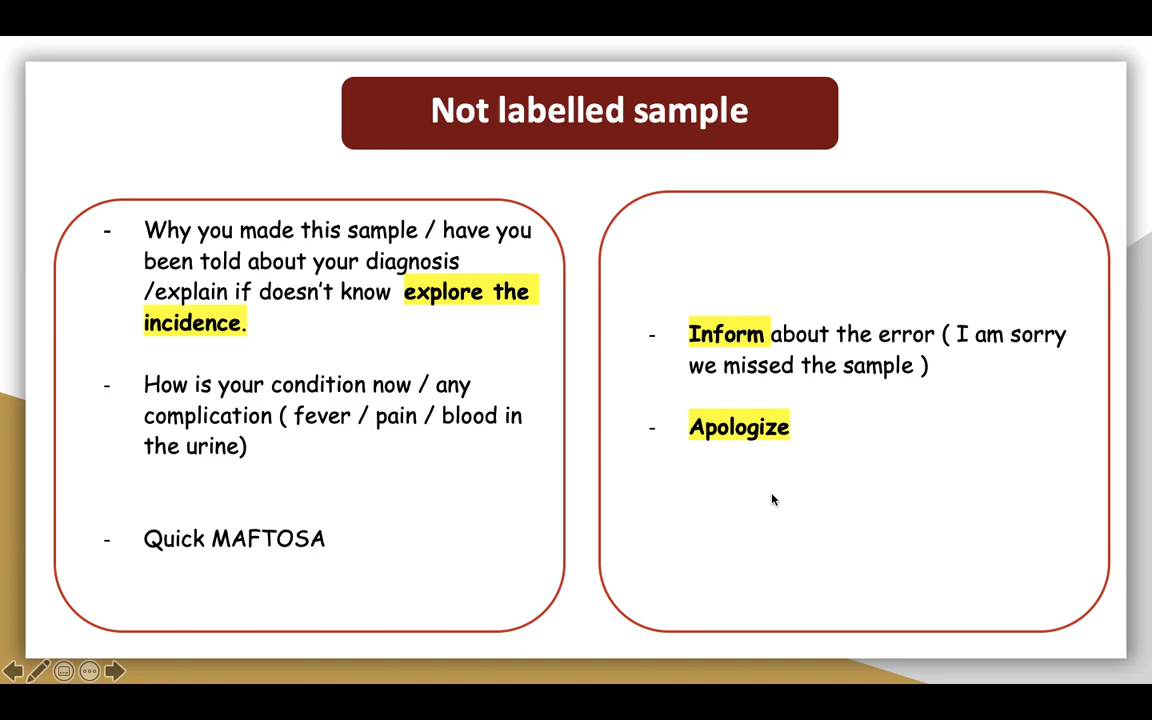 Not labelled sample
- Why you made this sample / have you
been told about your diagnosis
/explain if doesn't know explore the
incidence.
- How is your condition now / any
complication ( fever / pain / blood in
the urine)
- Quick MAFTOSA
- Inform about the error ( I am sorry
we missed the sample )
- Apologize